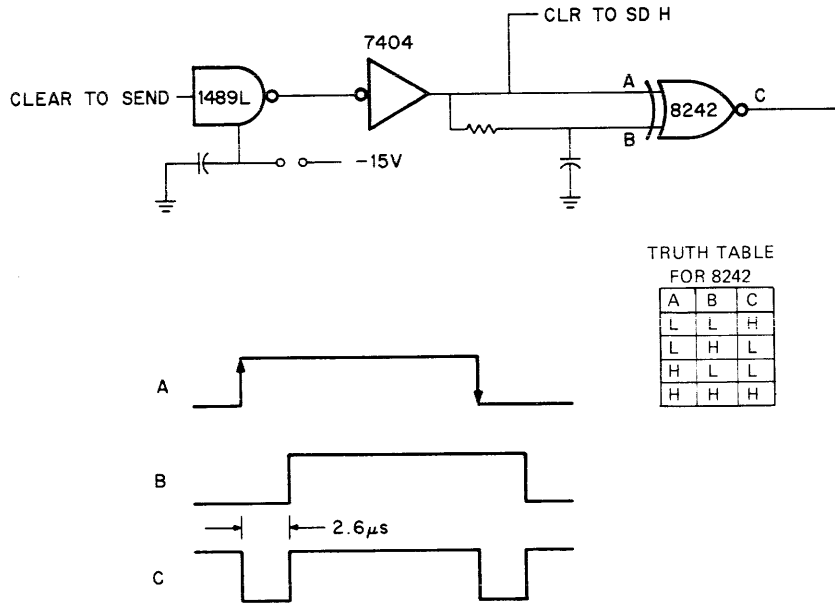 CLR TO SD H
7404
CLEAR TO SEND
1489L
A
8242
C
B
-15V
TRUTH TABLE
FOR 8242
A B C
L L H
L H L
H L L
H H H
A
B
2.6μs
C